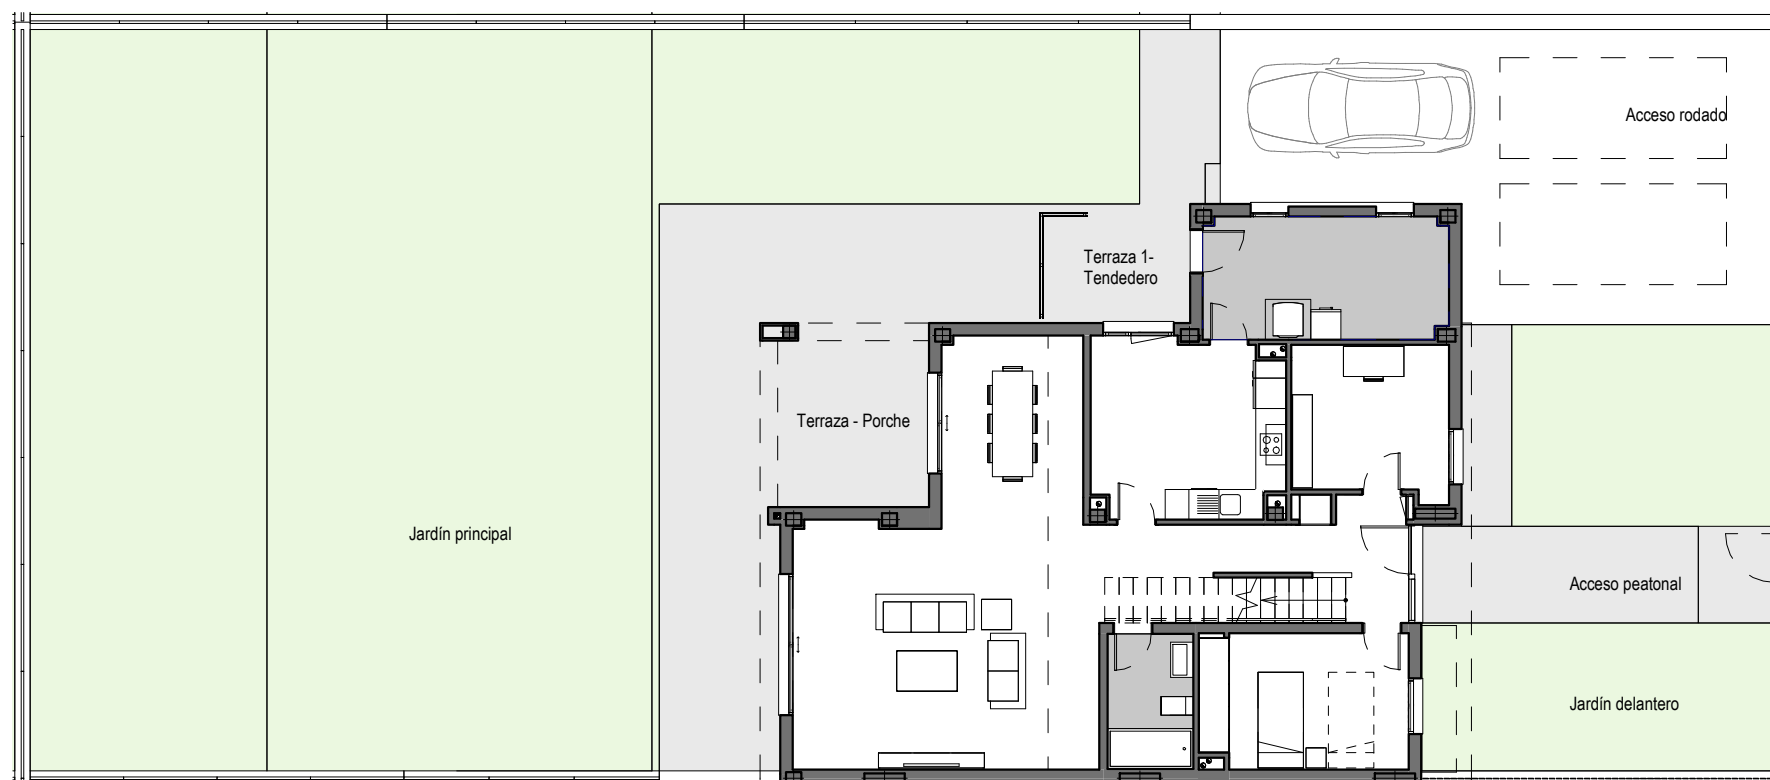 Acceso rodado
Terraza 1-
Tendedero
Terraza - Porche
Jardín principal
Acceso peatonal
Jardín delantero